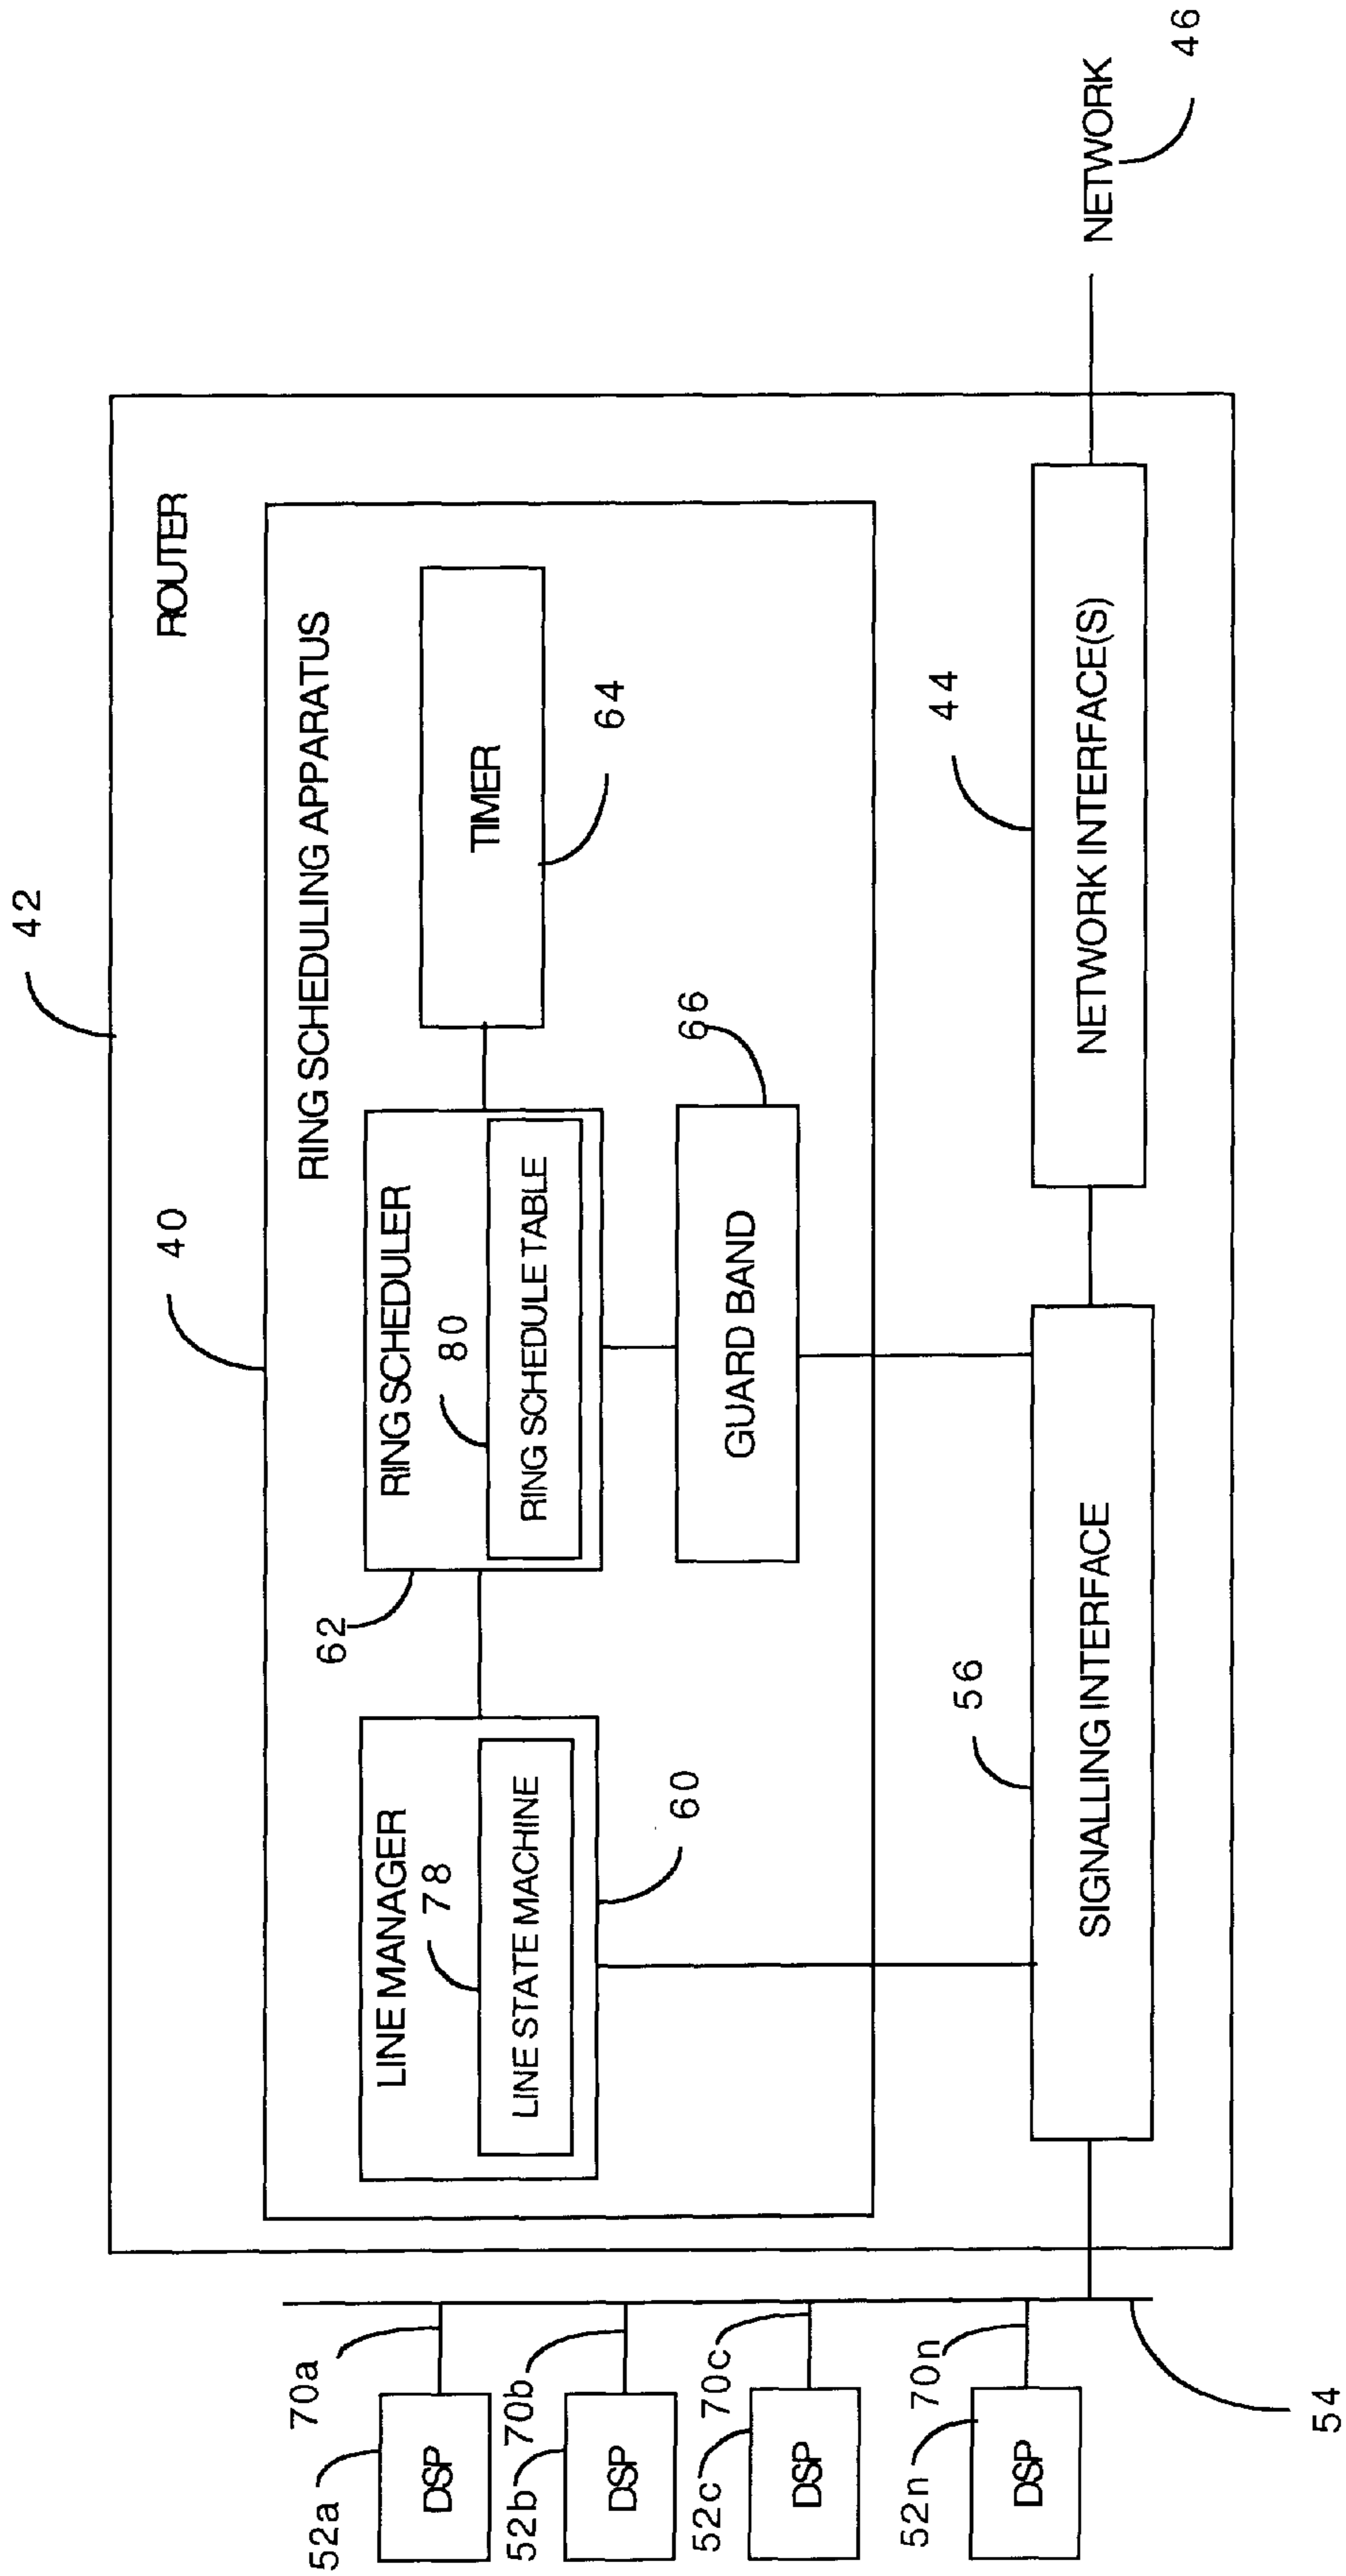 42
ROUTER
40
RING SCHEDULING APPARATUS
LINE MANAGER
78
LINE STATE MACHINE
60
62
RING SCHEDULER
80
RING SCHEDULE TABLE
TIMER
64
66
GUARD BAND
56
SIGNALLING INTERFACE
44
NETWORK INTERFACE(S)
NETWORK
46
52a
DSP
70a
52b
DSP
70b
52c
DSP
70c
52n
DSP
70n
54